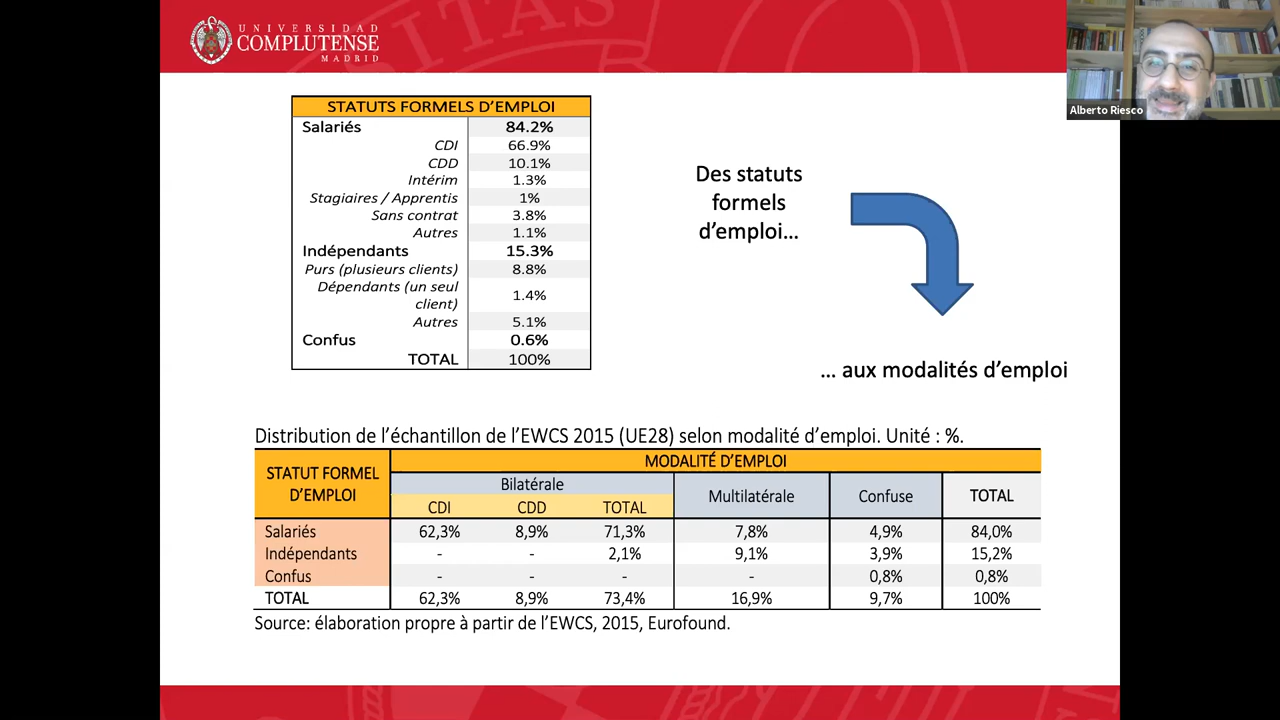 UNIVERSIDAD
COMPLUTENSE
MADRID
Alberto Riesco
STATUTS FORMELS D'EMPLOI
Salariés 84.2%
CDI 66.9%
CDD 10.1%
Intérim 1.3%
Stagiaires / Apprentis 1%
Sans contrat 3.8%
Autres 1.1%
Indépendants 15.3%
Purs (plusieurs clients) 8.8%
Dépendants (un seul
client) 1.4%
Autres 5.1%
Confus 0.6%
TOTAL 100%
Des statuts
formels
d'emploi…
… aux modalités d'emploi
Distribution de l'échantillon de l'EWCS 2015 (UE28) selon modalité d'emploi. Unité : %.
STATUT FORMEL
D'EMPLOI
MODALITÉ D'EMPLOI
Bilatérale Multilatérale Confuse TOTAL
CDI CDD TOTAL
Salariés 62,3% 8,9% 71,3% 7,8% 4,9% 84,0%
Indépendants - - 2,1% 9,1% 3,9% 15,2%
Confus - - - - 0,8% 0,8%
TOTAL 62,3% 8,9% 73,4% 16,9% 9,7% 100%
Source: élaboration propre à partir de l'EWCS, 2015, Eurofound.